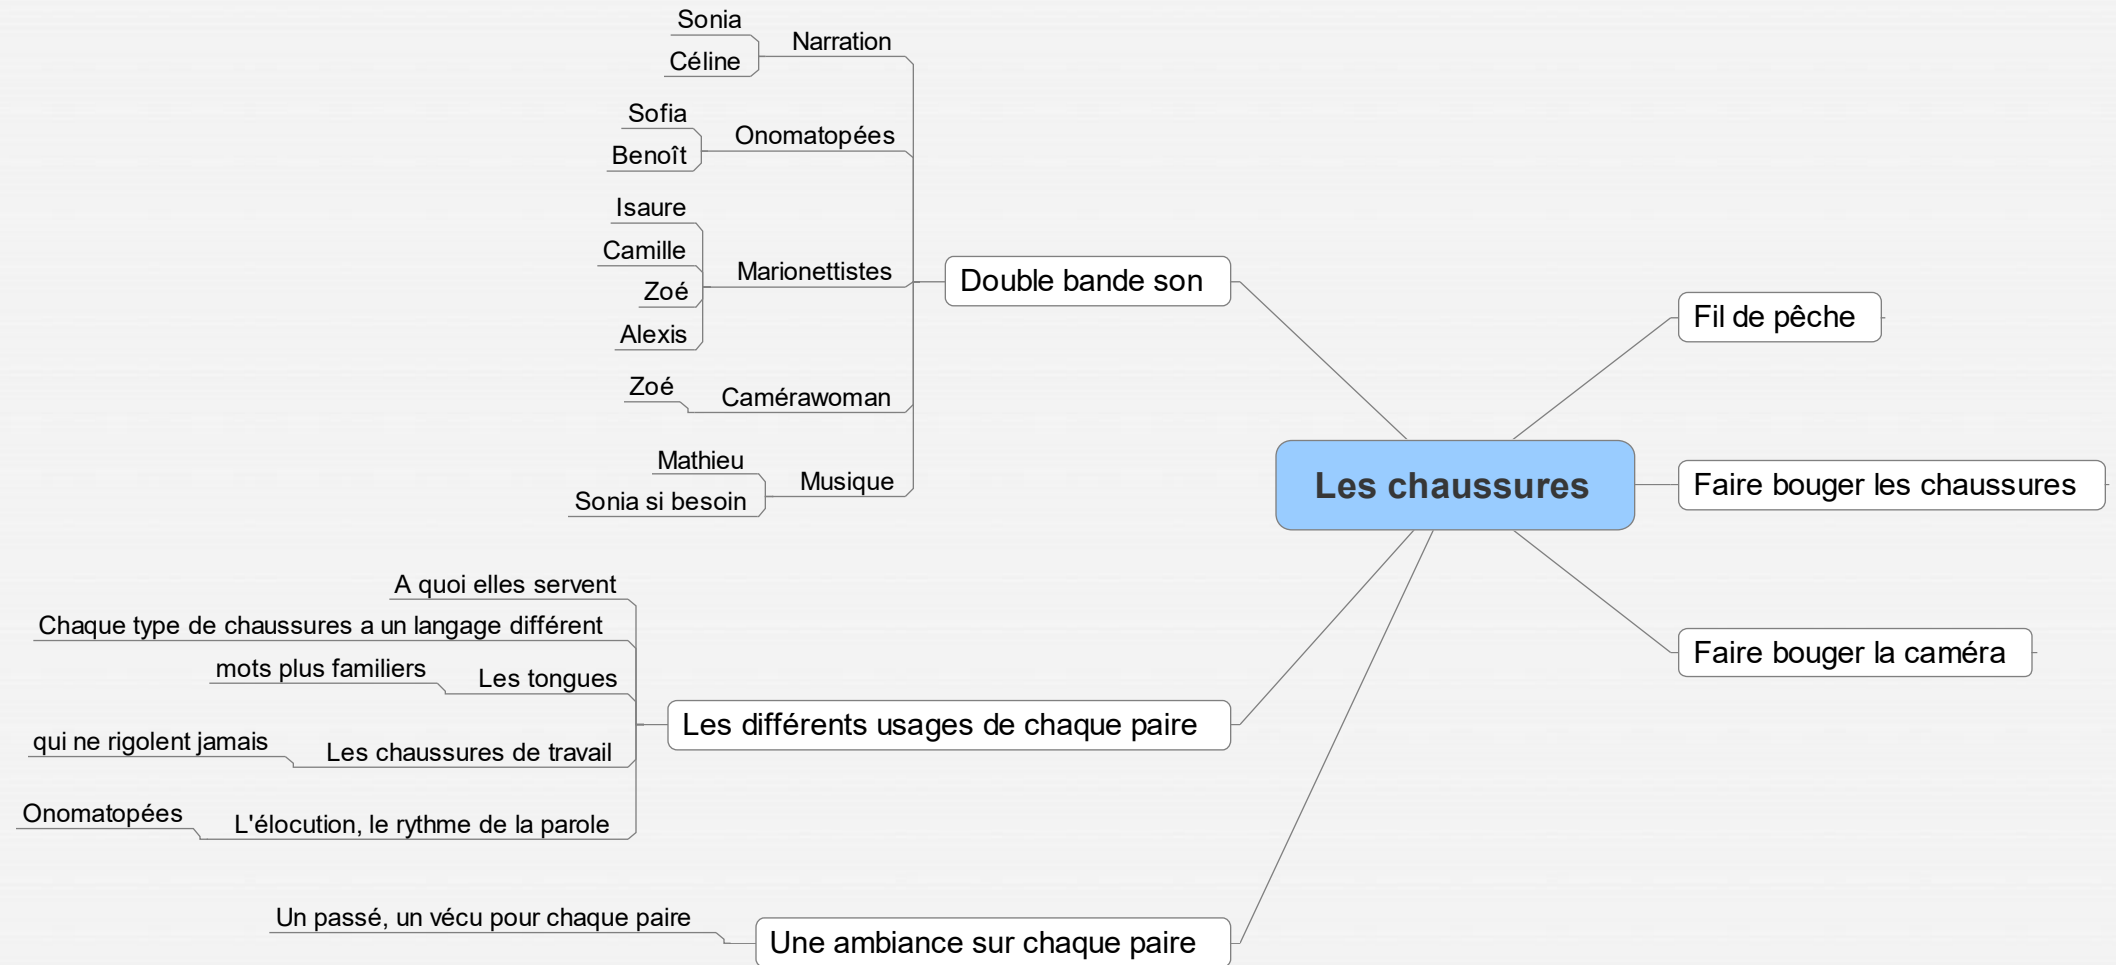 Sonia
Céline
Narration
Sofia
Benoît
Onomatopées
Isaure
Camille
Zoé
Alexis
Marionettistes
Zoé
Camérawoman
Mathieu
Sonia si besoin
Musique
Double bande son
A quoi elles servent
Chaque type de chaussures a un langage différent
mots plus familiers
Les tongues
qui ne rigolent jamais
Les chaussures de travail
Onomatopées
L'élocution, le rythme de la parole
Les différents usages de chaque paire
Un passé, un vécu pour chaque paire
Une ambiance sur chaque paire
Les chaussures
Fil de pêche
Faire bouger les chaussures
Faire bouger la caméra